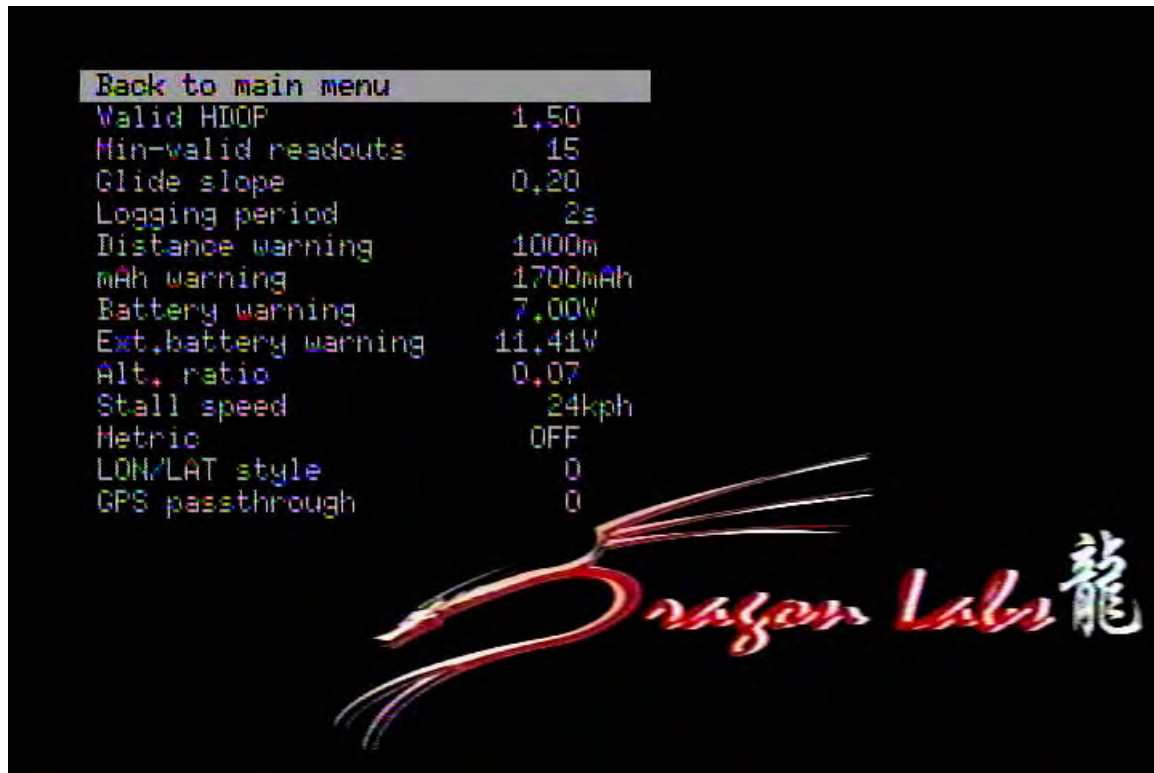 Back to main menu
Valid HDOP 1.50
Min-valid readouts 15
Glide slope 0.20
Logging period 2s
Distance warning 1000m
mAh warning 1700mAh
Battery warning 7.00V
Ext.battery warning 11.41V
Alt. ratio 0.07
Stall speed 24kph
Metric OFF
LON/LAT style 0
GPS passthrough 0
Dragon Labs 龍